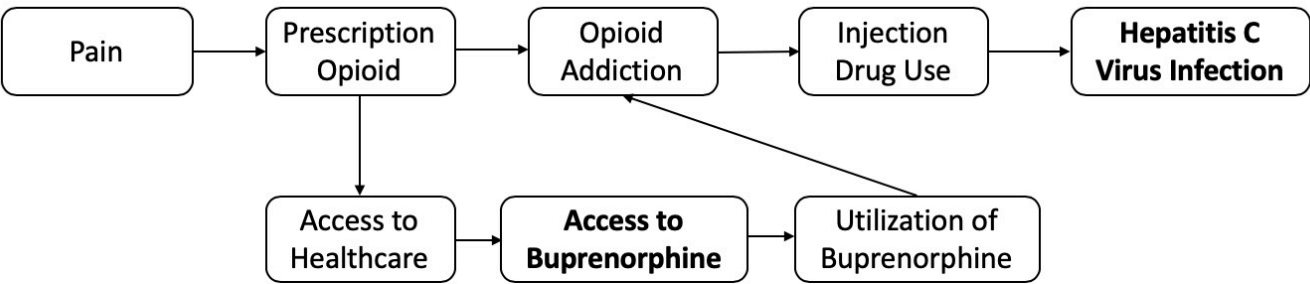 Pain
Prescription
Opioid
Opioid
Addiction
Injection
Drug Use
Hepatitis C
Virus Infection
Access to
Healthcare
Access to
Buprenorphine
Utilization of
Buprenorphine